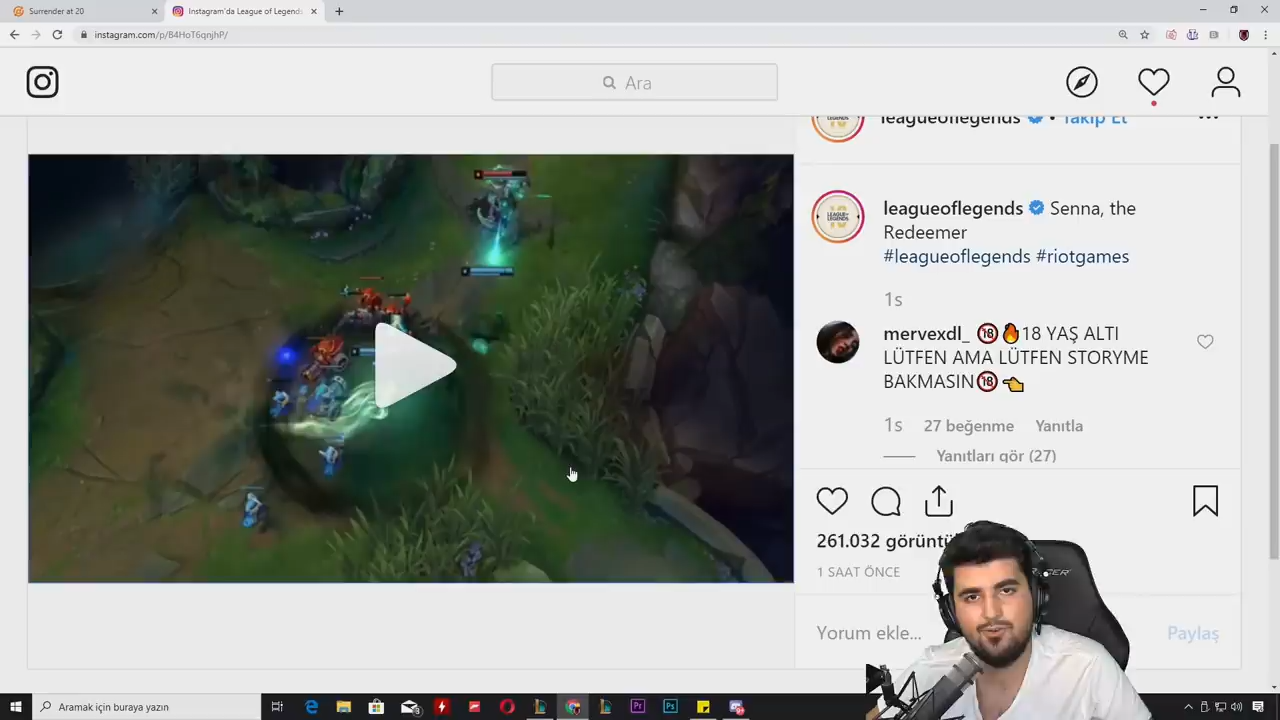 Surrender at 20
Instagram'da League of Legends
instagram.com/p/B4HoT6qnjhP/
Ara
leagueoflegends • Takip Et
leagueoflegends Senna, the
Redeemer
#leagueoflegends #riotgames
1s
mervexdl_ 🔞🔥18 YAŞ ALTI
LÜTFEN AMA LÜTFEN STORYME
BAKMASIN🔞👈
1s 27 beğenme Yanıtla
Yanıtları gör (27)
261.032 görüntü
1 SAAT ÖNCE
Yorum ekle... Paylaş
Aramak için buraya yazın